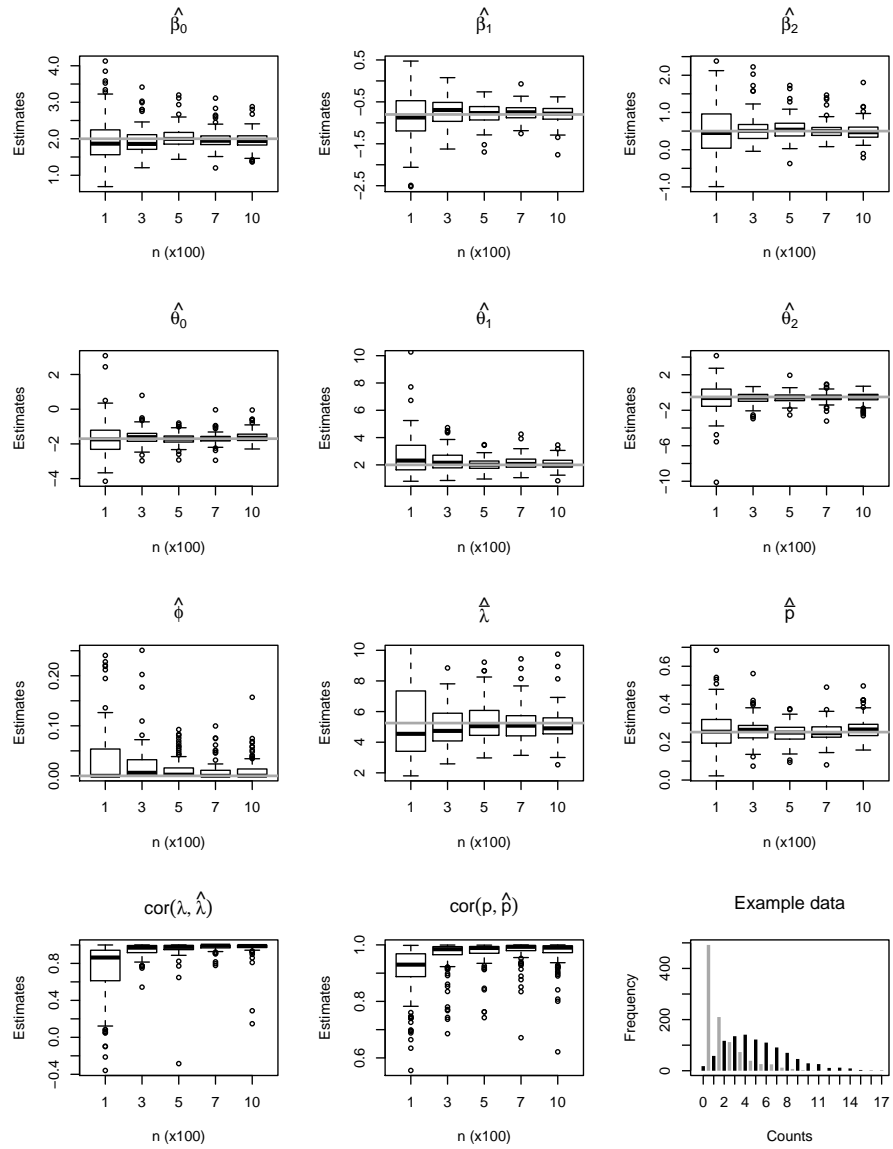 β̂₀
Estimates
1.0 2.0 3.0 4.0
1 3 5 7 10
n (x100)
β̂₁
Estimates
−2.5 −1.5 −0.5 0.5
1 3 5 7 10
n (x100)
β̂₂
Estimates
−1.0 0.0 1.0 2.0
1 3 5 7 10
n (x100)
θ̂₀
Estimates
−4 −2 0 2
1 3 5 7 10
n (x100)
θ̂₁
Estimates
2 4 6 8 10
1 3 5 7 10
n (x100)
θ̂₂
Estimates
−10 −5 2
1 3 5 7 10
n (x100)
ϕ̂
Estimates
0.00 0.10 0.20
1 3 5 7 10
n (x100)
λ̂̄
Estimates
2 4 6 8 10
1 3 5 7 10
n (x100)
p̂̄
Estimates
0.0 0.2 0.4 0.6
1 3 5 7 10
n (x100)
cor(λ, λ̂)
Estimates
−0.4 0.0 0.4 0.8
1 3 5 7 10
n (x100)
cor(p, p̂)
Estimates
0.6 0.8 1.0
1 3 5 7 10
n (x100)
Example data
Frequency
0 200 400
0 2 4 6 8 11 14 17
Counts